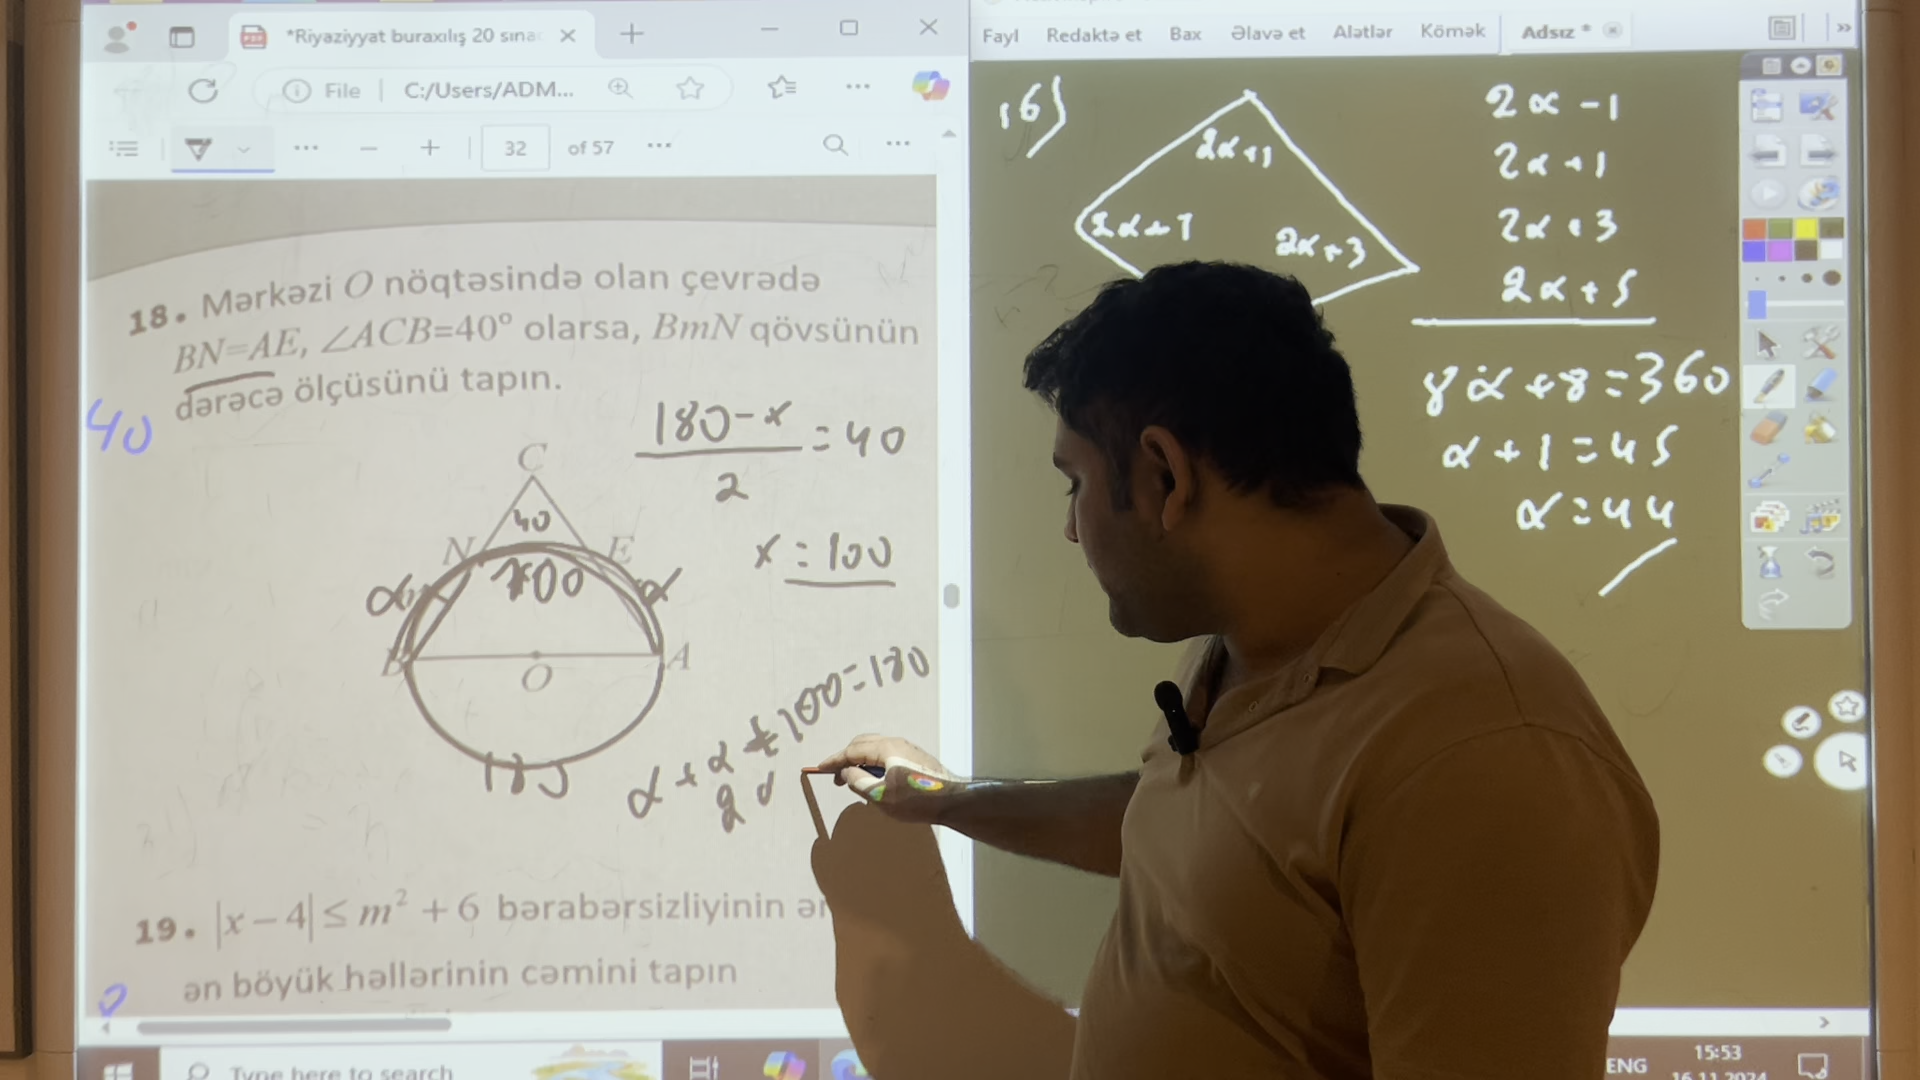 *Riyaziyyat buraxılış 20 sına
File
C:/Users/ADM...
32
of 57
18. Mərkəzi O nöqtəsində olan çevrədə
BN=AE, ∠ACB=40° olarsa, BmN qövsünün
dərəcə ölçüsünü tapın.
40
180-x
2
=40
x=100
C
40
N
E
α
100
α
B
O
A
α+α+100=180
2α
19. |x-4|≤m²+6 bərabərsizliyinin ən
ən böyük həllərinin cəmini tapın
Type here to search
Fayl
Redaktə et
Bax
Əlavə et
Alətlər
Kömək
Adsız *
16)
2α+1
2α+3
2α-1
2α+1
2α+3
2α+5
8α+8=360
α+1=45
α=44
ENG
15:53
16.11.2024